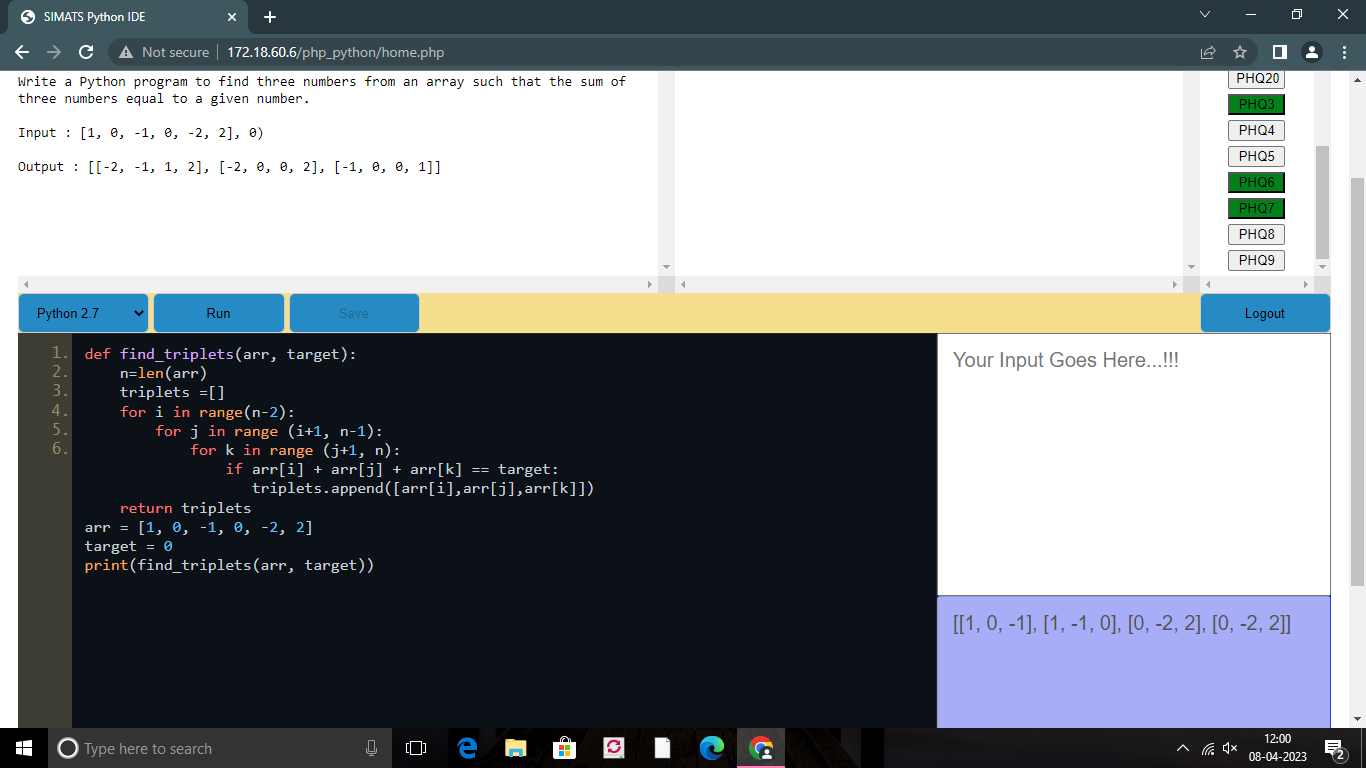 SIMATS Python IDE
Not secure
172.18.60.6/php_python/home.php
Write a Python program to find three numbers from an array such that the sum of
three numbers equal to a given number.
Input : [1, 0, -1, 0, -2, 2], 0)
Output : [[-2, -1, 1, 2], [-2, 0, 0, 2], [-1, 0, 0, 1]]
PHQ20
PHQ3
PHQ4
PHQ5
PHQ6
PHQ7
PHQ8
PHQ9
Python 2.7
Run
Save
Logout
1. def find_triplets(arr, target):
2.     n=len(arr)
3.     triplets =[]
4.     for i in range(n-2):
5.         for j in range (i+1, n-1):
6.             for k in range (j+1, n):
                if arr[i] + arr[j] + arr[k] == target:
                   triplets.append([arr[i],arr[j],arr[k]])
    return triplets
arr = [1, 0, -1, 0, -2, 2]
target = 0
print(find_triplets(arr, target))
Your Input Goes Here...!!!
[[1, 0, -1], [1, -1, 0], [0, -2, 2], [0, -2, 2]]
Type here to search
12:00
08-04-2023
2